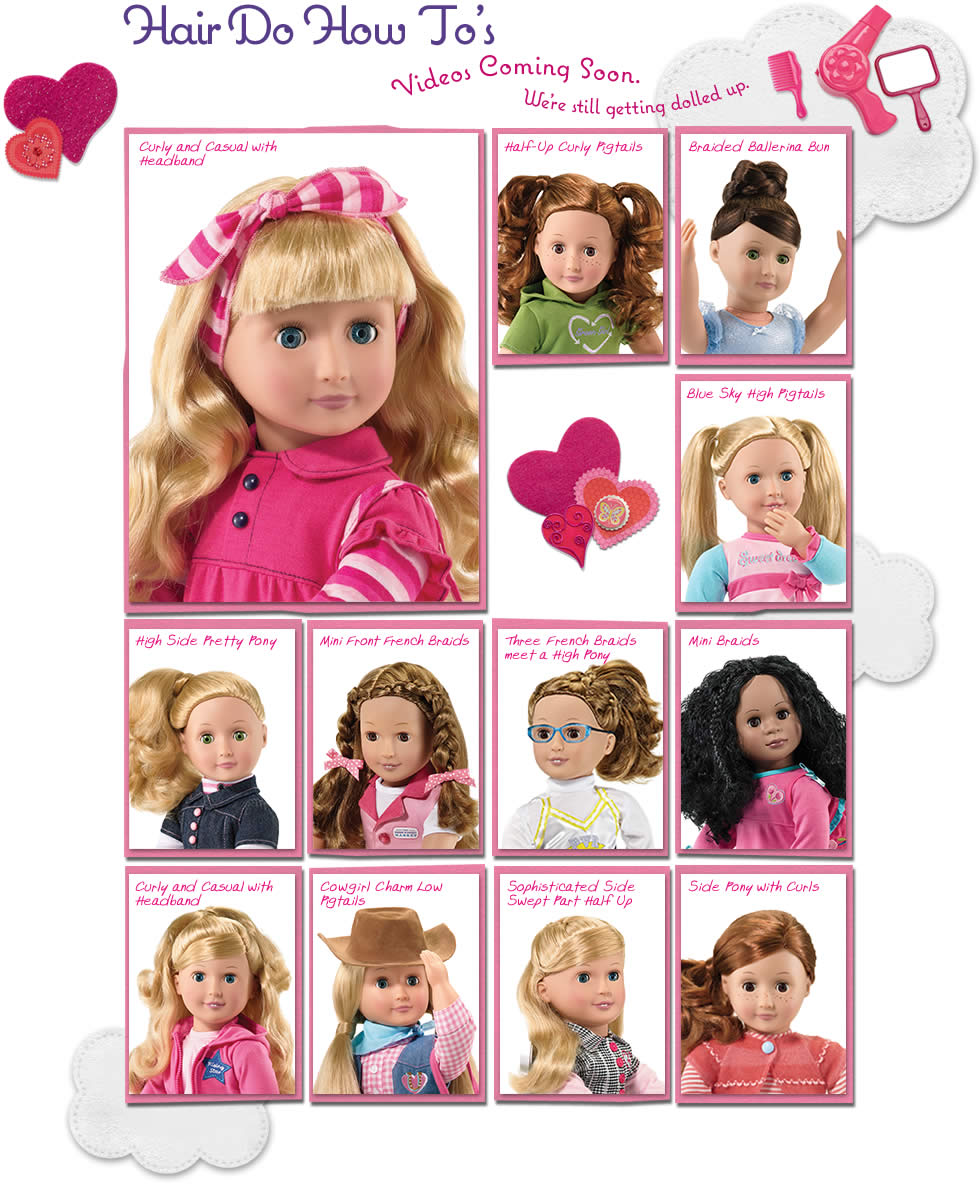 Hair Do How To's
Videos Coming Soon.
We're still getting dolled up.
Curly and Casual with
Headband
Half-Up Curly Pigtails
Braided Ballerina Bun
Blue Sky High Pigtails
High Side Pretty Pony
Mini Front French Braids
Three French Braids
meet a High Pony
Mini Braids
Curly and Casual with
Headband
Riding
Star
Cowgirl Charm Low
Pigtails
Sophisticated Side
Swept Part Half Up
Side Pony with Curls